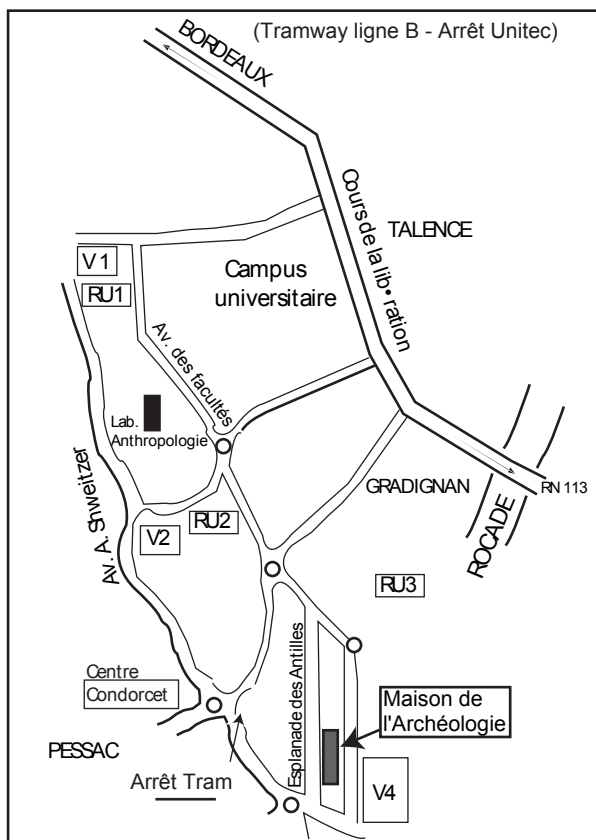 (Tramway ligne B - Arrêt Unitec)
BORDEAUX
Cours de la lib•ration
TALENCE
V 1
RU1
Campus
universitaire
Av. des facultés
Lab.
Anthropologie
Av. A. Shweitzer
GRADIGNAN
RN 113
ROCADE
RU2
V2
RU3
Centre
Condorcet
Esplanade des Antilles
Maison de
l'Archéologie
PESSAC
Arrêt Tram
V4